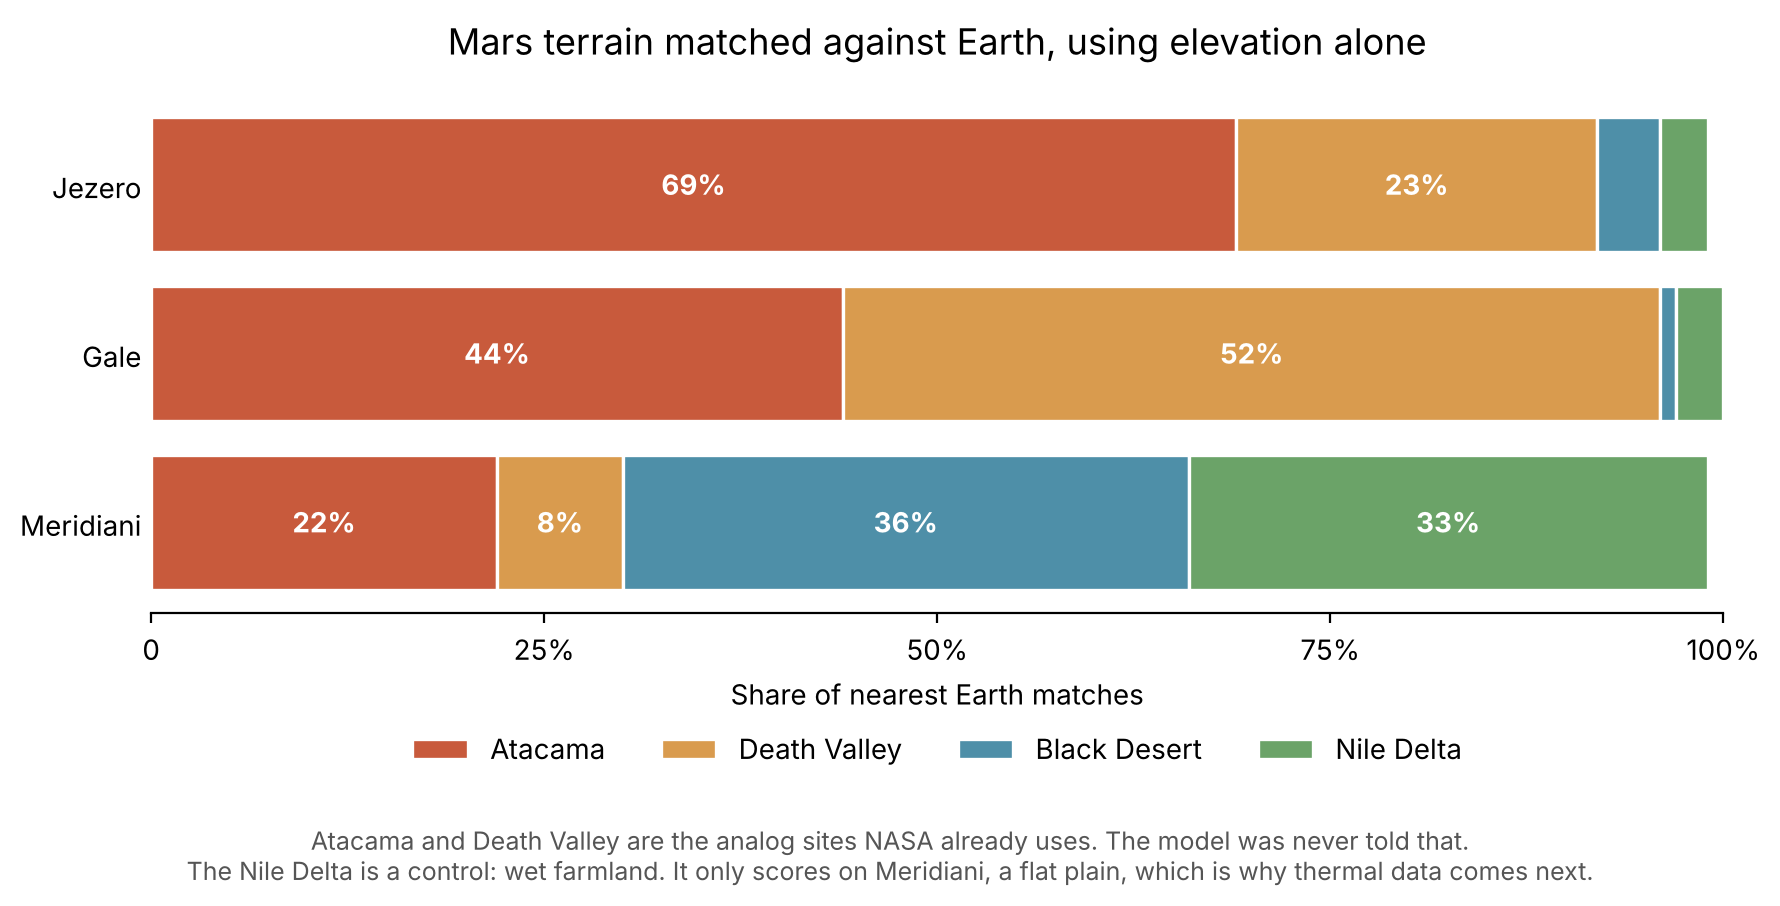 Mars terrain matched against Earth, using elevation alone
Jezero
69%
23%
Gale
44%
52%
Meridiani
22%
8%
36%
33%
0
25%
50%
75%
100%
Share of nearest Earth matches
Atacama
Death Valley
Black Desert
Nile Delta
Atacama and Death Valley are the analog sites NASA already uses. The model was never told that.
The Nile Delta is a control: wet farmland. It only scores on Meridiani, a flat plain, which is why thermal data comes next.